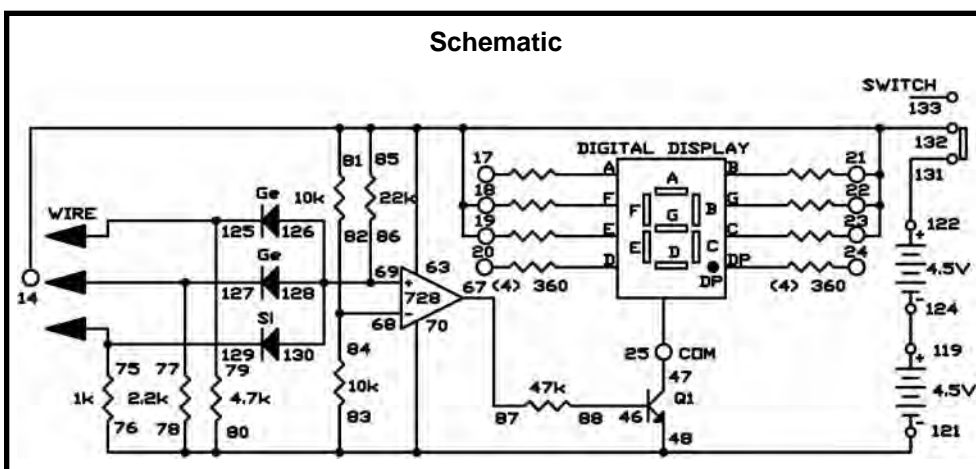 Schematic
SWITCH
133
132
131
81 85
17 DIGITAL DISPLAY 21
A B
A
18 22
WIRE Ge 10k 22k F G
F G B
125 126 82 86 19 23
E C
Ge E D C
20 24
D DP
DP
14 127 128 69 + 63
728 67 (4) 360 (4) 360
SI 68 - 70
129 130
122
+
4.5V
-
124
25 COM
75 77 79 84
47
119
+
1k 2.2k 4.7k 10k 47k Q1 4.5V
76 78 80 83 87 88 46
48
-
121